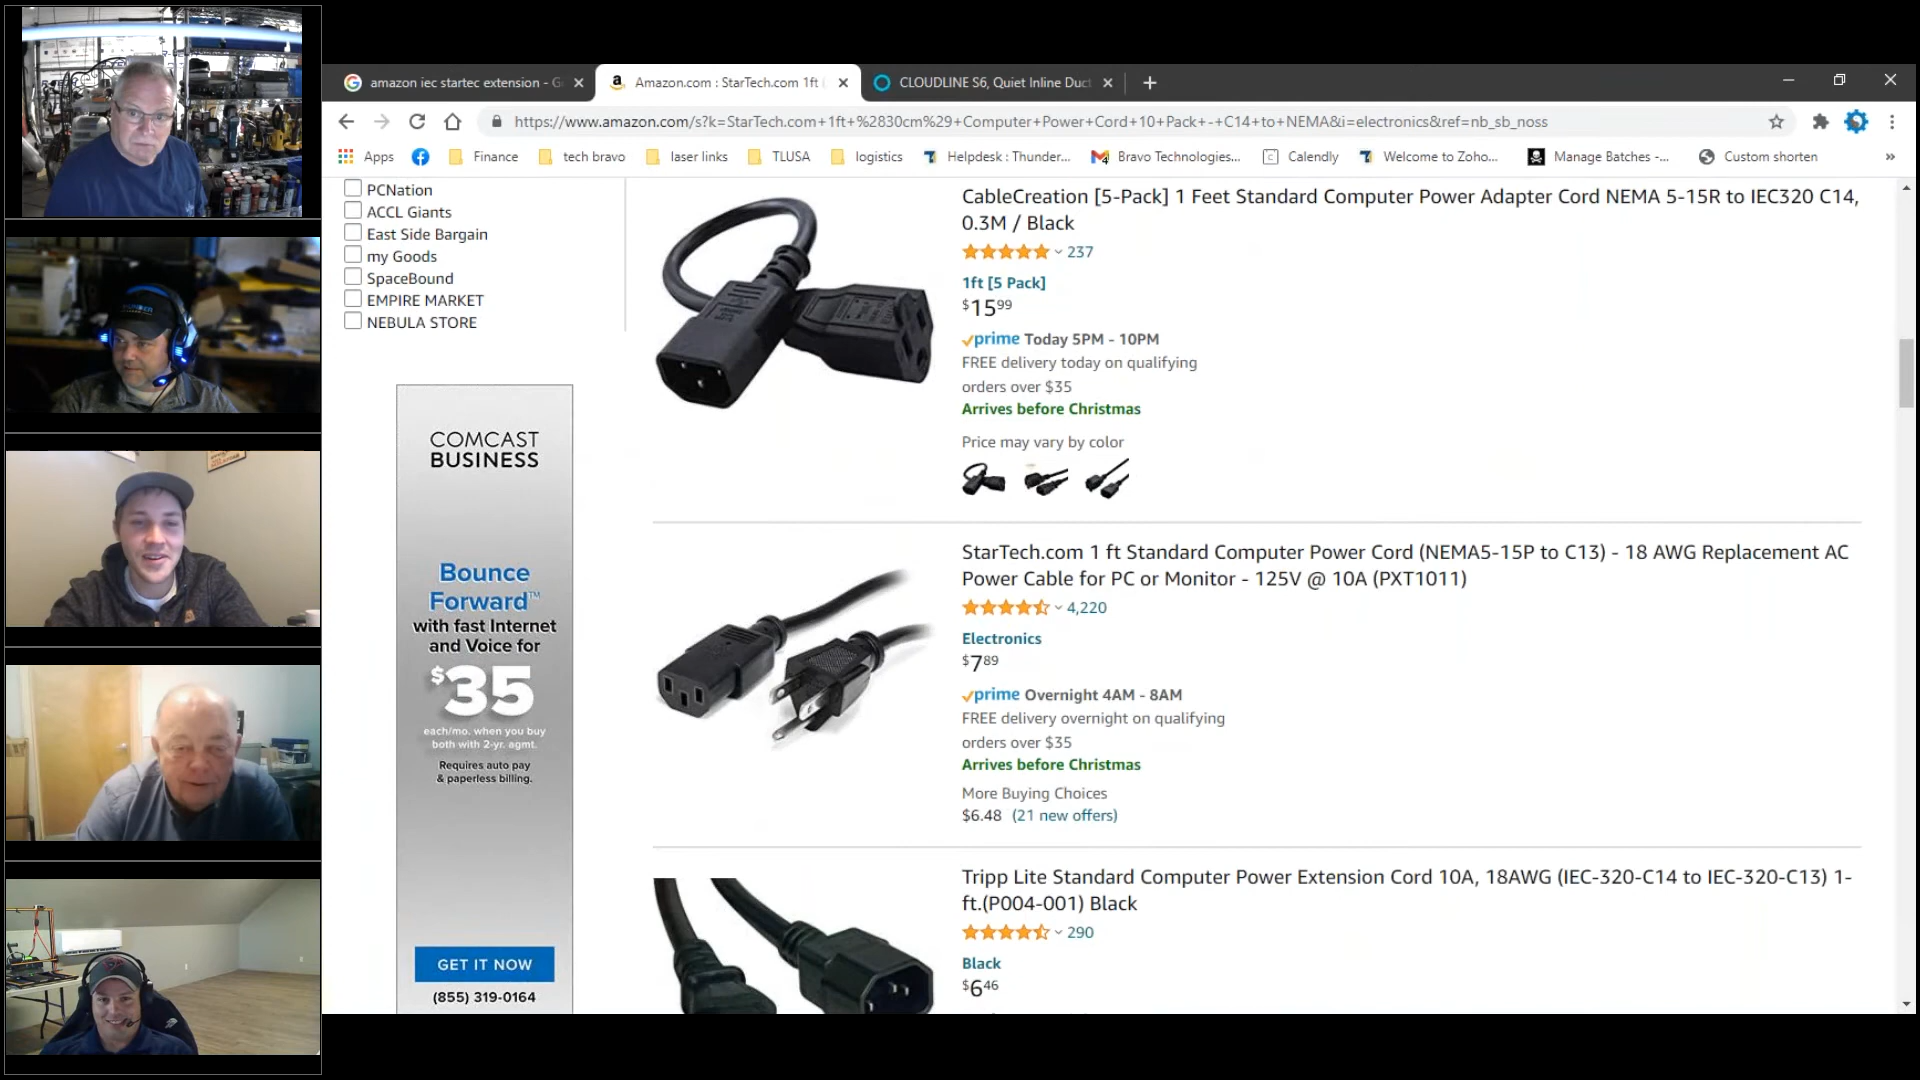 amazon iec startec extension - G
Amazon.com : StarTech.com 1ft
CLOUDLINE S6, Quiet Inline Duct
https://www.amazon.com/s?k=StarTech.com+1ft+%2830cm%29+Computer+Power+Cord+10+Pack+-+C14+to+NEMA&i=electronics&ref=nb_sb_noss
Apps
Finance
tech bravo
laser links
TLUSA
logistics
Helpdesk : Thunder...
Bravo Technologies...
Calendly
Welcome to Zoho...
Manage Batches -...
Custom shorten
»
PCNation
ACCL Giants
East Side Bargain
my Goods
SpaceBound
EMPIRE MARKET
NEBULA STORE
COMCAST
BUSINESS
Bounce
Forward™
with fast Internet
and Voice for
$35
each/mo. when you buy
both with 2-yr. agmt.
Requires auto pay
& paperless billing.
GET IT NOW
(855) 319-0164
CableCreation [5-Pack] 1 Feet Standard Computer Power Adapter Cord NEMA 5-15R to IEC320 C14,
0.3M / Black
237
1ft [5 Pack]
$15.99
prime Today 5PM - 10PM
FREE delivery today on qualifying
orders over $35
Arrives before Christmas
Price may vary by color
StarTech.com 1 ft Standard Computer Power Cord (NEMA5-15P to C13) - 18 AWG Replacement AC
Power Cable for PC or Monitor - 125V @ 10A (PXT1011)
4,220
Electronics
$7.89
prime Overnight 4AM - 8AM
FREE delivery overnight on qualifying
orders over $35
Arrives before Christmas
More Buying Choices
$6.48 (21 new offers)
Tripp Lite Standard Computer Power Extension Cord 10A, 18AWG (IEC-320-C14 to IEC-320-C13) 1-
ft.(P004-001) Black
290
Black
$6.46